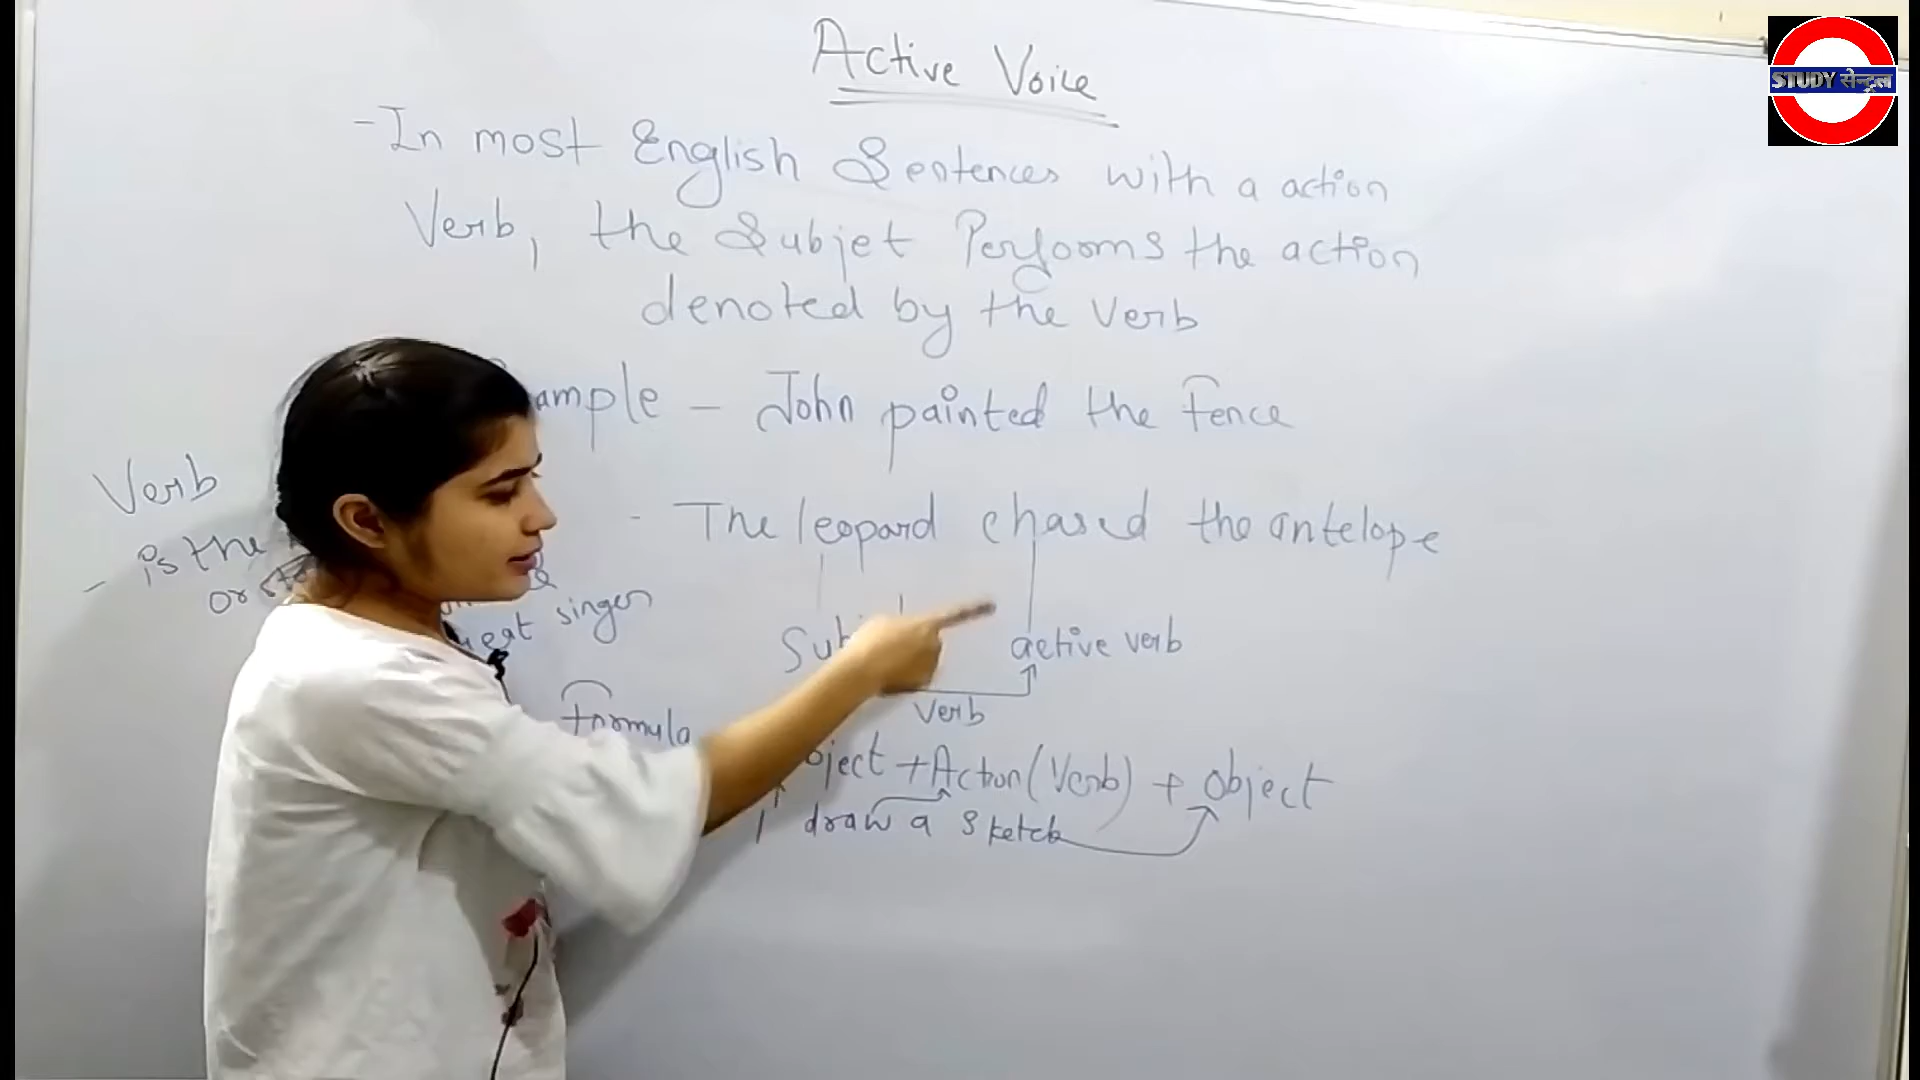 Active Voice
STUDY सेन्ट्रल
-In most English Sentences with a action
Verb, the Subjet Perfooms the action
denoted by the Verb
ample - John painted the Fence
- The leopard chased the antelope
Verb
- is the
or
great singer
Sub active verb
Verb
formula
bject + Action (Verb) + Object
I draw a Sketch